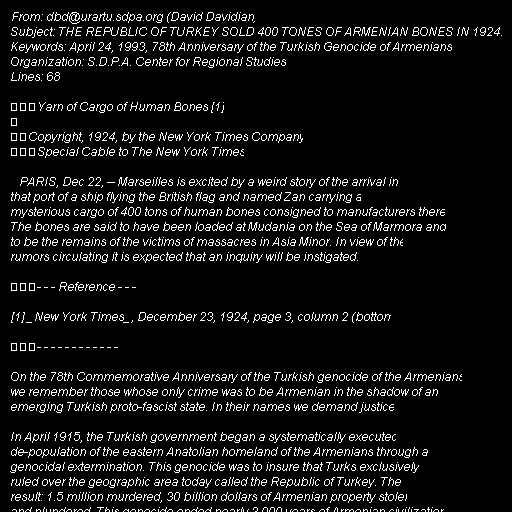 From: dbd@urartu.sdpa.org (David Davidian)
Subject: THE REPUBLIC OF TURKEY SOLD 400 TONES OF ARMENIAN BONES IN 1924.
Keywords: April 24, 1993, 78th Anniversary of the Turkish Genocide of Armenians
Organization: S.D.P.A. Center for Regional Studies
Lines: 68

Yarn of Cargo of Human Bones [1]

Copyright, 1924, by the New York Times Company
Special Cable to The New York Times

PARIS, Dec 22, -- Marseilles is excited by a weird story of the arrival in
that port of a ship flying the British flag and named Zan carrying a
mysterious cargo of 400 tons of human bones consigned to manufacturers there
The bones are said to have been loaded at Mudania on the Sea of Marmora and
to be the remains of the victims of massacres in Asia Minor. In view of the
rumors circulating it is expected that an inquiry will be instigated.

--- Reference ---

[1] _New York Times_, December 23, 1924, page 3, column 2 (bottom

------------

On the 78th Commemorative Anniversary of the Turkish genocide of the Armenians
we remember those whose only crime was to be Armenian in the shadow of an
emerging Turkish proto-fascist state. In their names we demand justice

In April 1915, the Turkish government began a systematically executed
de-population of the eastern Anatolian homeland of the Armenians through a
genocidal extermination. This genocide was to insure that Turks exclusively
ruled over the geographic area today called the Republic of Turkey. The
result: 1.5 million murdered, 30 billion dollars of Armenian property stolen
and plundered. This genocide ended nearly 3,000 years of Armenian civilization